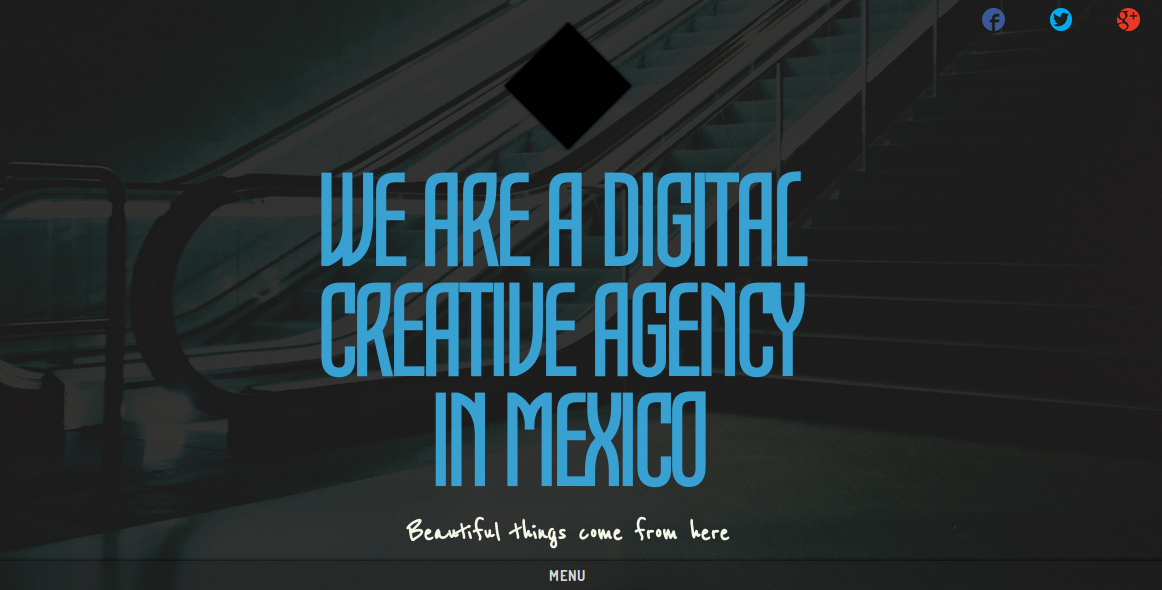 WE ARE A DIGITAL
CREATIVE AGENCY
IN MEXICO
Beautiful things come from here
MENU